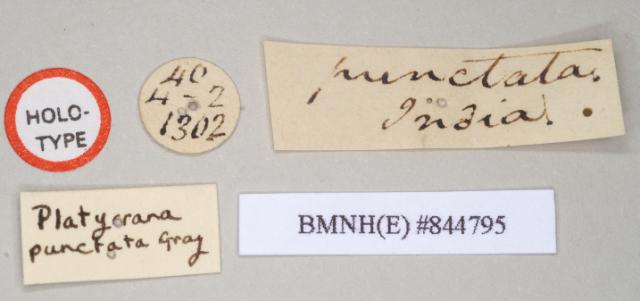 HOLO-
TYPE
40
4-2
1302
punctata.
India.
Platycrana
punctata Gray
BMNH(E) #844795